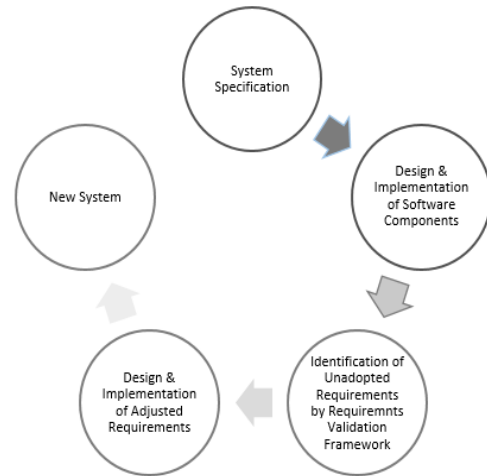 System
Specification
Design &
Implementation
of Software
Components
Identification of
Unadopted
Requirements
by Requiremnts
Validation
Framework
Design &
Implementation
of Adjusted
Requirements
New System